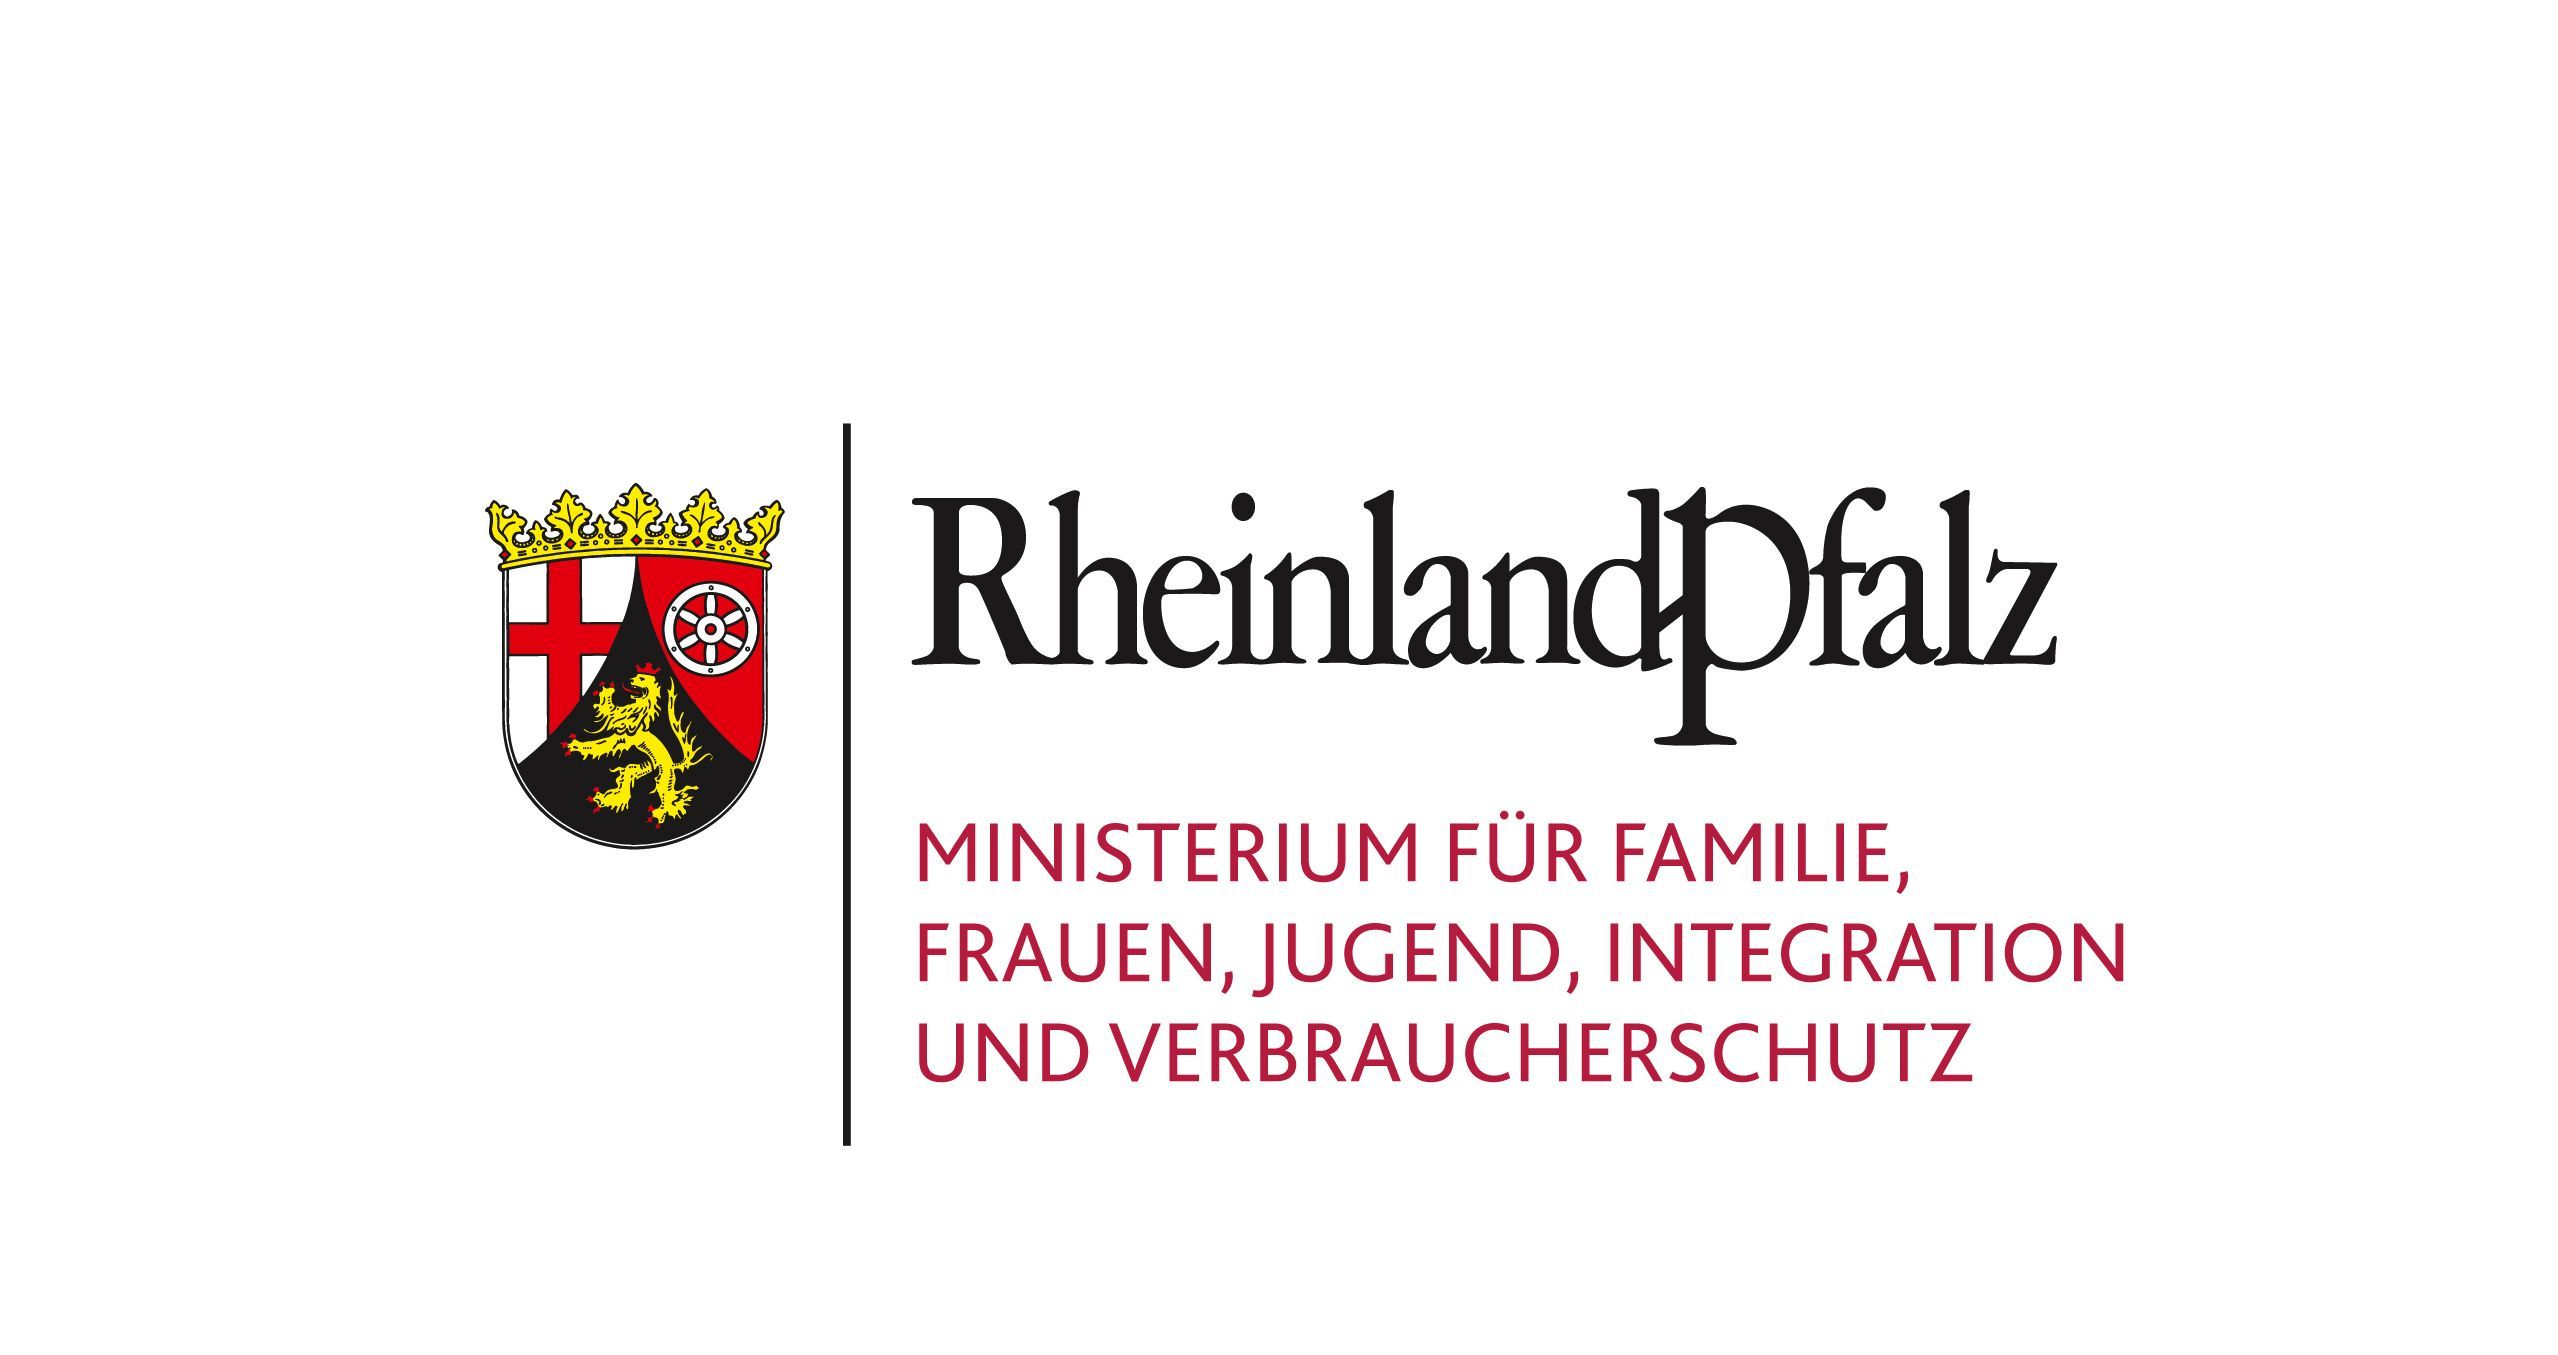 RheinlandPfalz
MINISTERIUM FÜR FAMILIE,
FRAUEN, JUGEND, INTEGRATION
UND VERBRAUCHERSCHUTZ